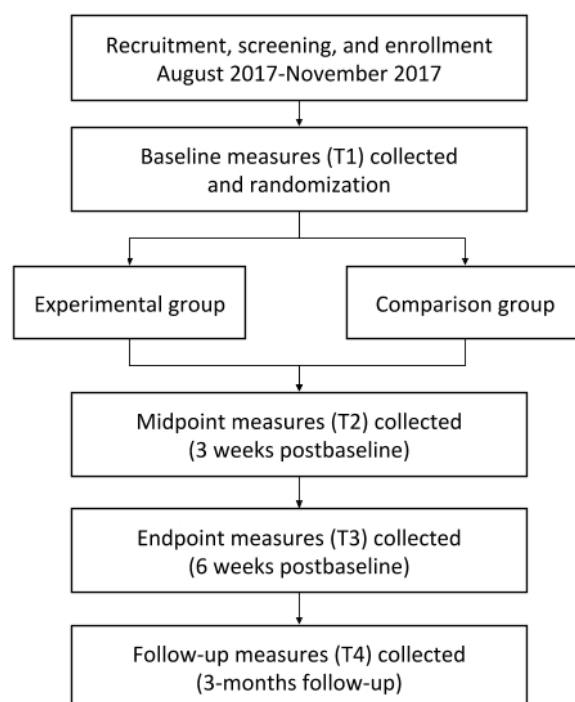 Recruitment, screening, and enrollment
August 2017-November 2017
Baseline measures (T1) collected
and randomization
Experimental group
Comparison group
Midpoint measures (T2) collected
(3 weeks postbaseline)
Endpoint measures (T3) collected
(6 weeks postbaseline)
Follow-up measures (T4) collected
(3-months follow-up)